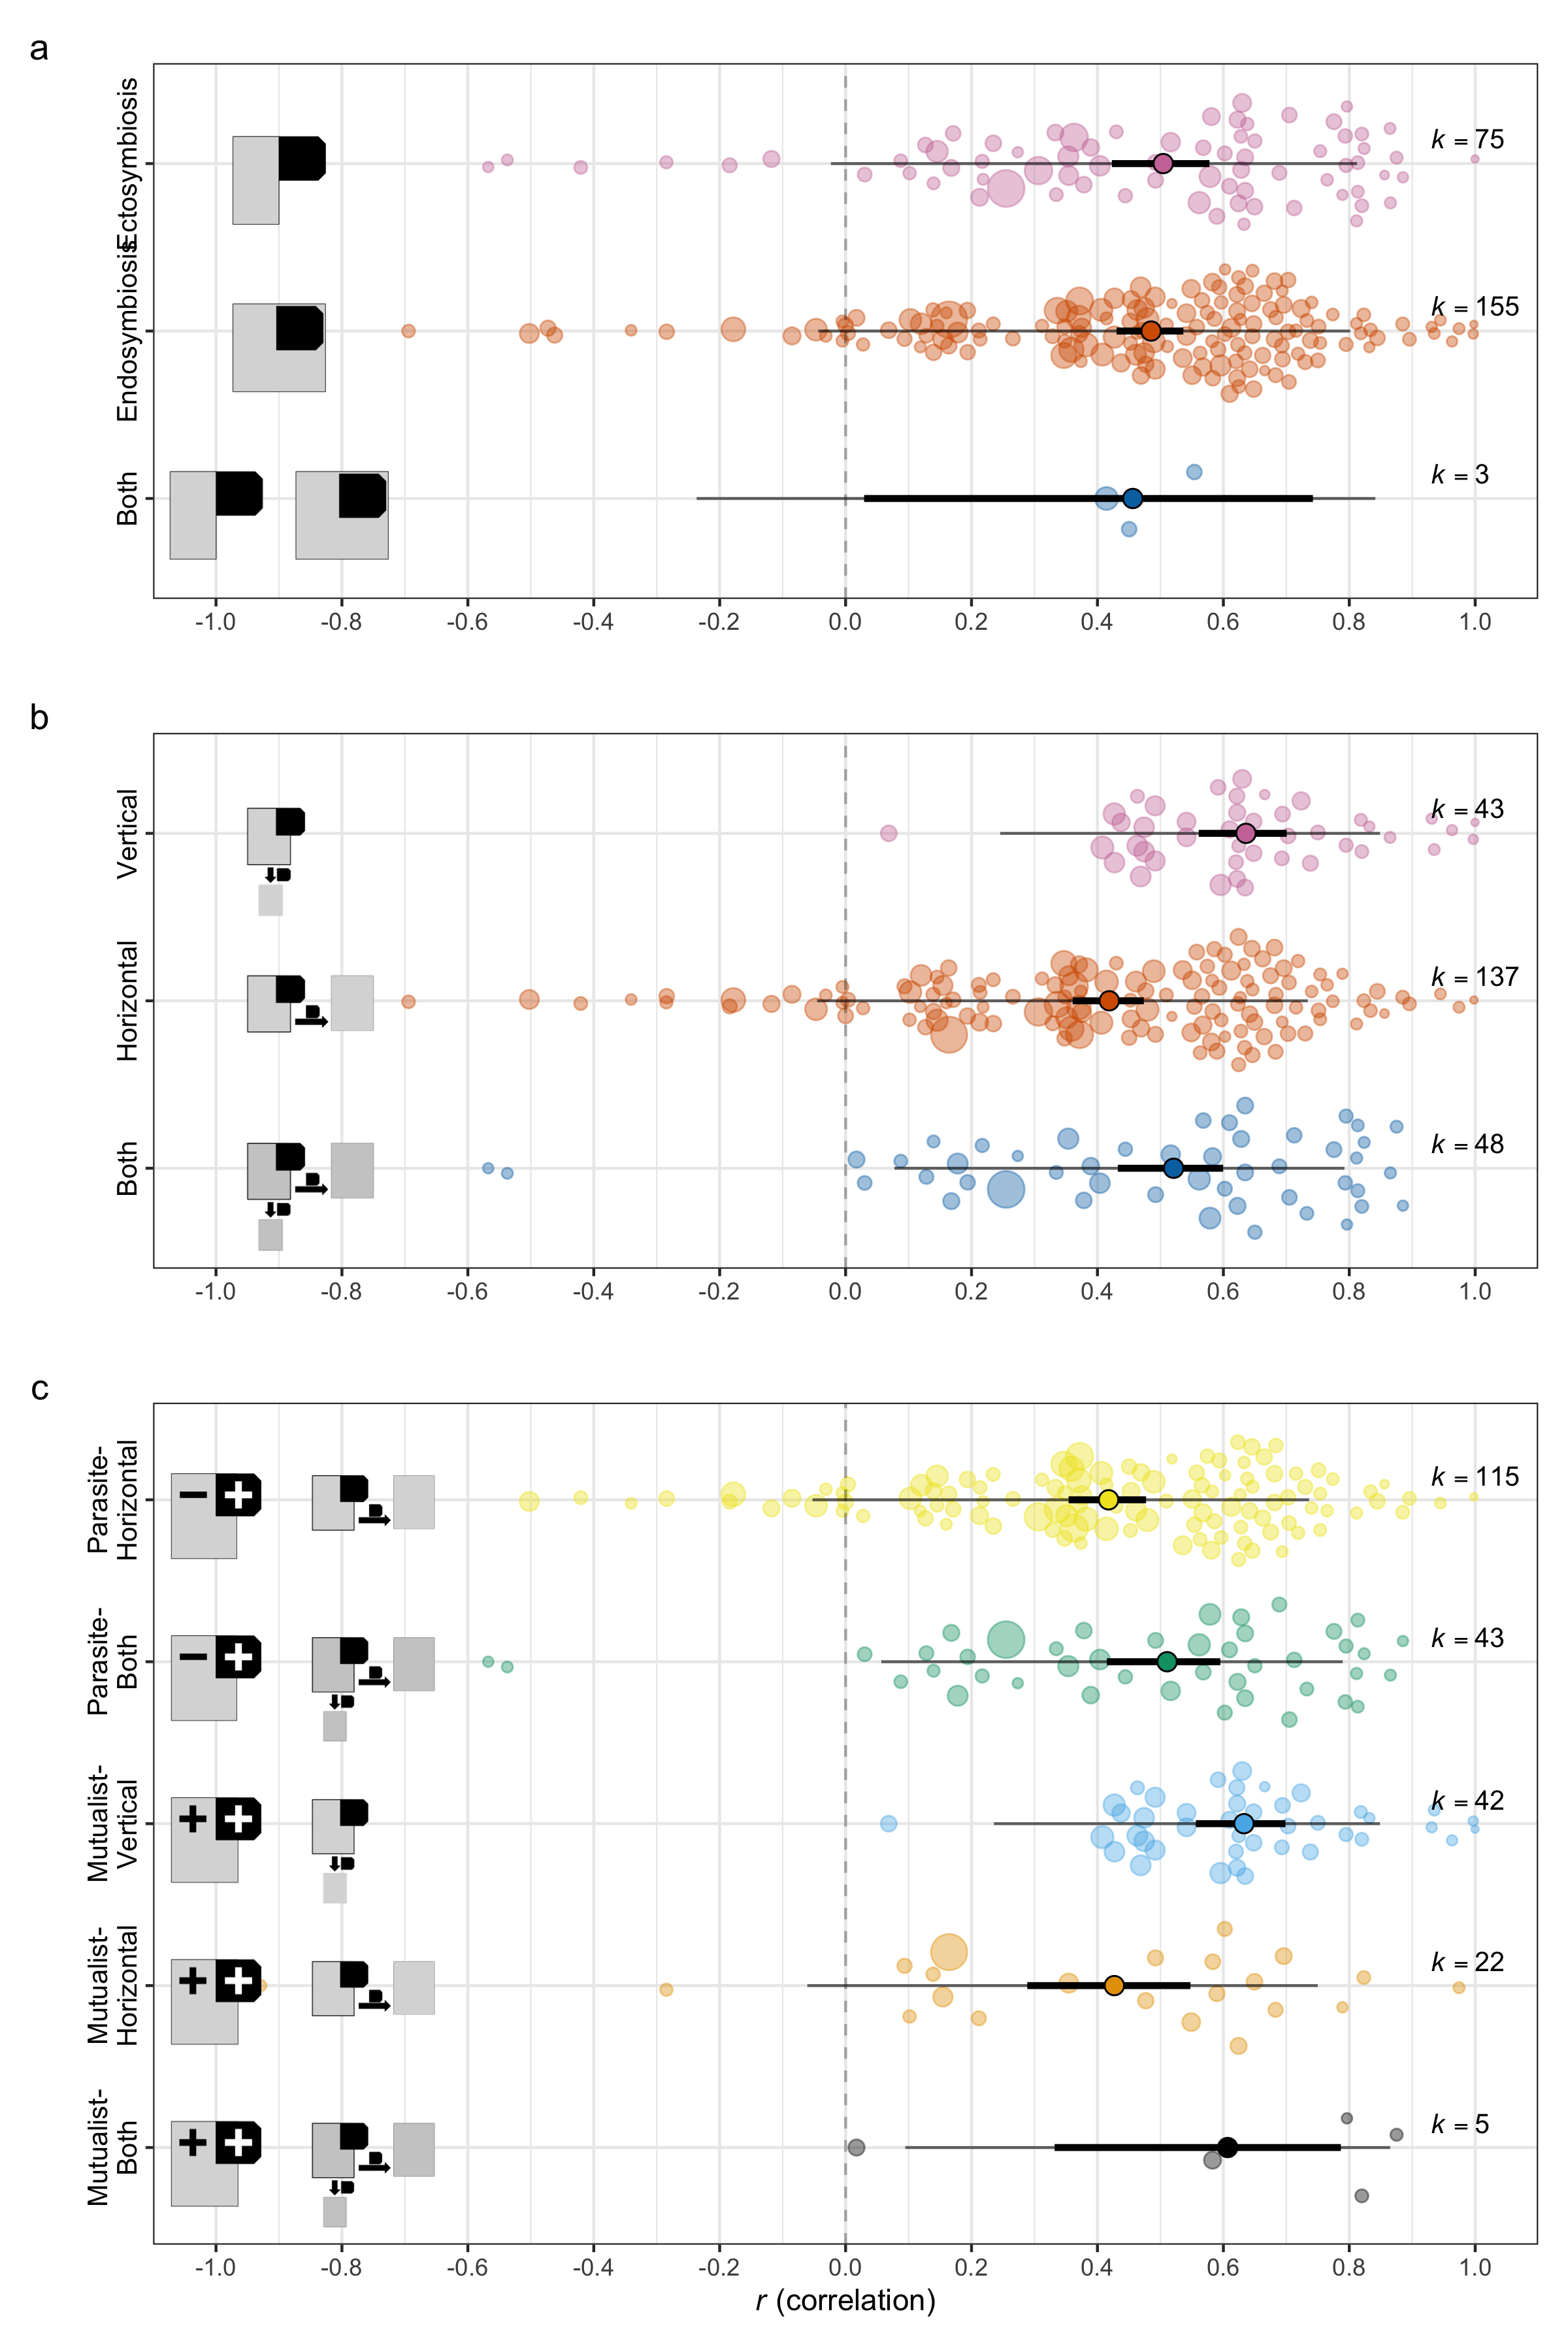 a
Ectosymbiosis
k = 75
Endosymbiosis
k = 155
Both
k = 3
-1.0 -0.8 -0.6 -0.4 -0.2 0.0 0.2 0.4 0.6 0.8 1.0
b
Vertical
k = 43
Horizontal
k = 137
Both
k = 48
-1.0 -0.8 -0.6 -0.4 -0.2 0.0 0.2 0.4 0.6 0.8 1.0
c
Parasite-
Horizontal
k = 115
Parasite-
Both
k = 43
Mutualist-
Vertical
k = 42
Mutualist-
Horizontal
k = 22
Mutualist-
Both
k = 5
-1.0 -0.8 -0.6 -0.4 -0.2 0.0 0.2 0.4 0.6 0.8 1.0
r (correlation)